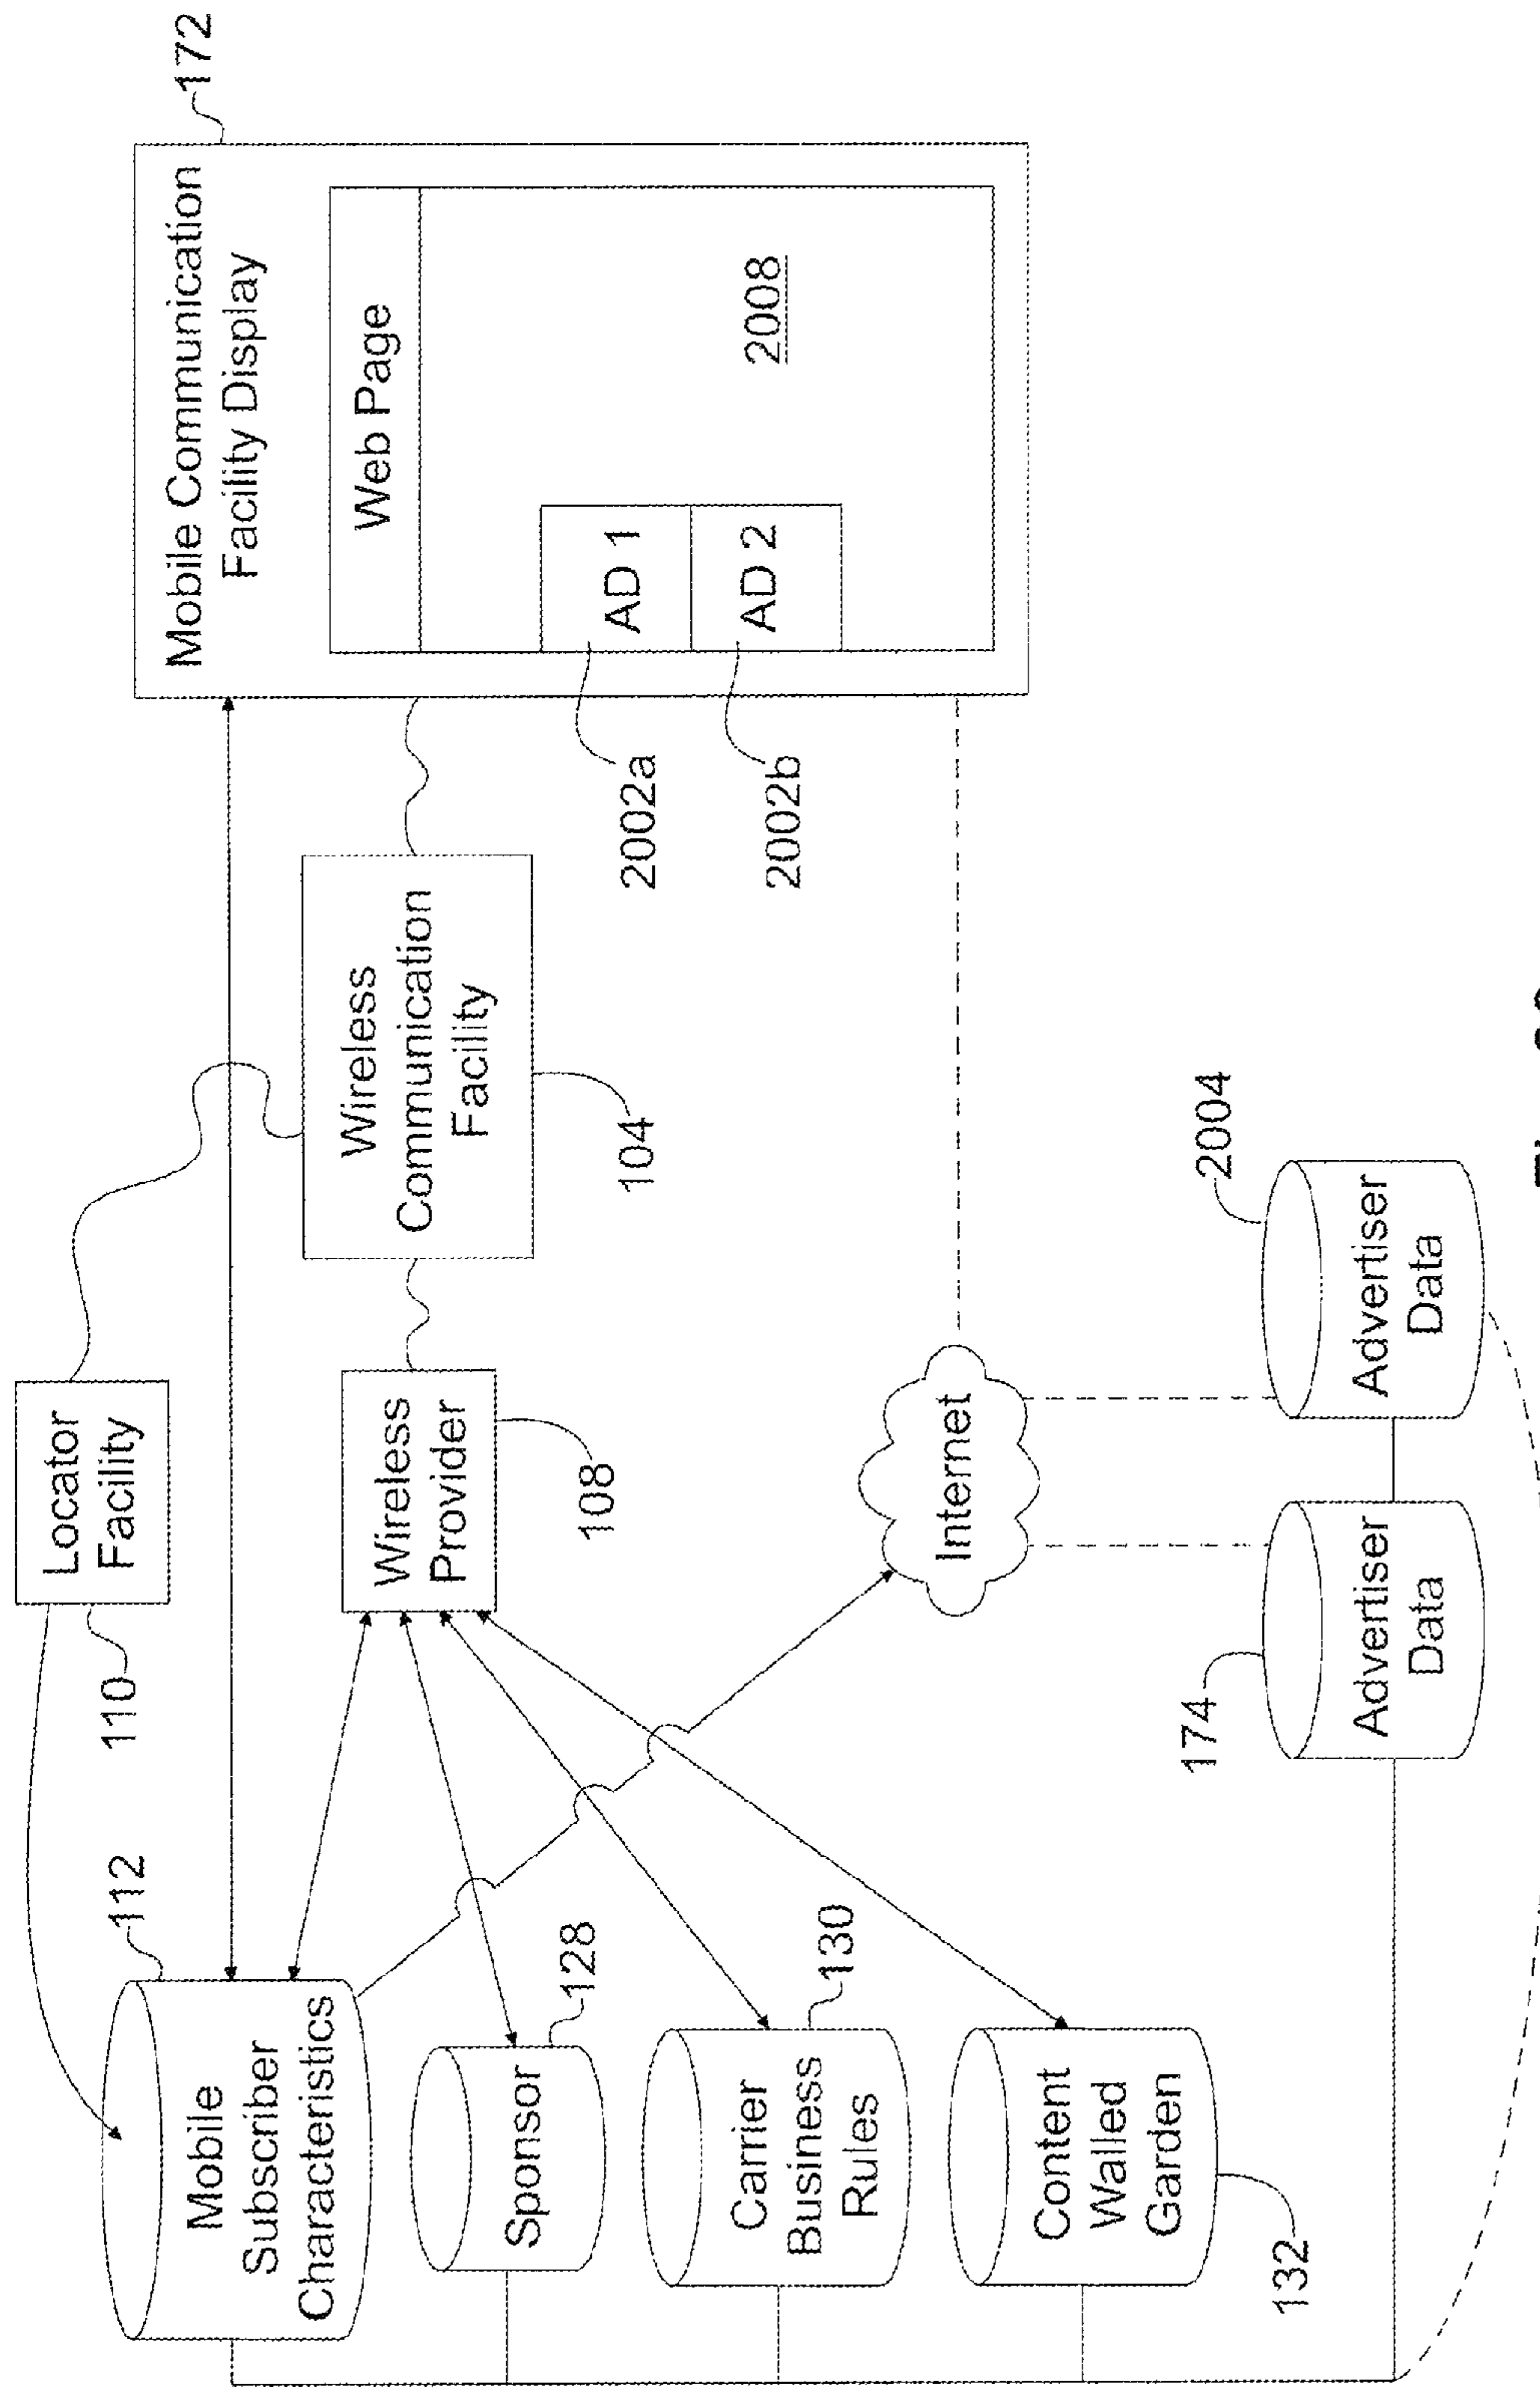 Locator
Facility
110
112
Mobile
Subscriber
Characteristics
Sponsor
128
Carrier
Business
Rules
130
Content
Walled
Garden
132
Wireless
Provider
108
Wireless
Communication
Facility
104
Mobile Communication
Facility Display
172
Web Page
2008
AD 1
AD 2
2002a
2002b
Internet
Advertiser
Data
174
Advertiser
Data
2004